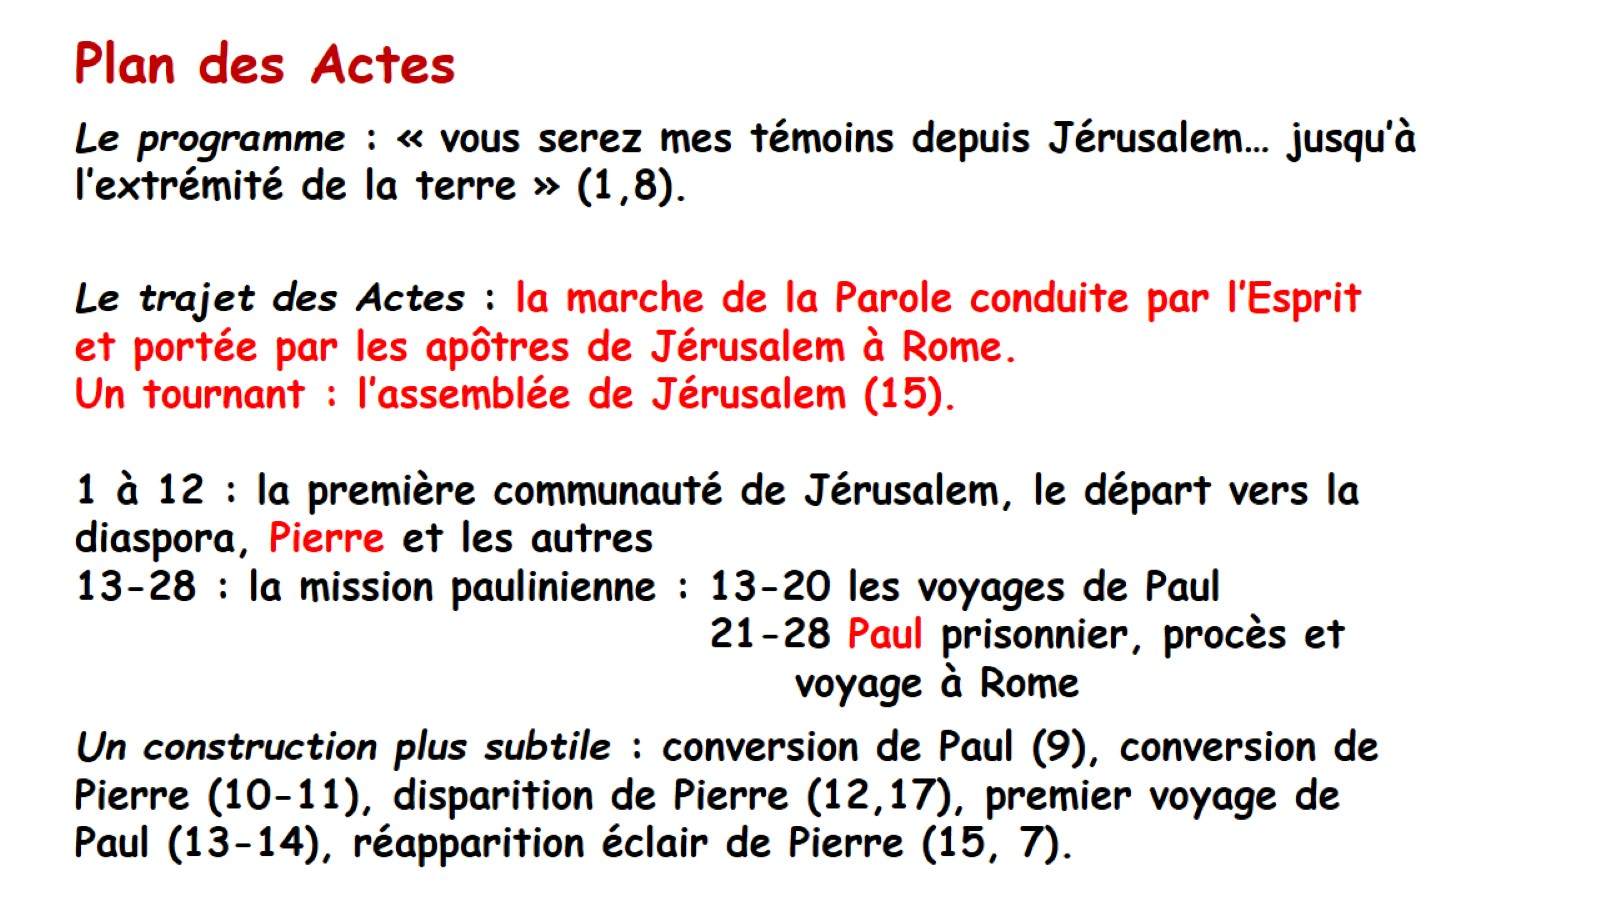 Plan des Actes
Le programme : « vous serez mes témoins depuis Jérusalem… jusqu’à
l’extrémité de la terre » (1,8).
Le trajet des Actes : la marche de la Parole conduite par l’Esprit
et portée par les apôtres de Jérusalem à Rome.
Un tournant : l’assemblée de Jérusalem (15).
1 à 12 : la première communauté de Jérusalem, le départ vers la
diaspora, Pierre et les autres
13-28 : la mission paulinienne : 13-20 les voyages de Paul
21-28 Paul prisonnier, procès et
voyage à Rome
Un construction plus subtile : conversion de Paul (9), conversion de
Pierre (10-11), disparition de Pierre (12,17), premier voyage de
Paul (13-14), réapparition éclair de Pierre (15, 7).